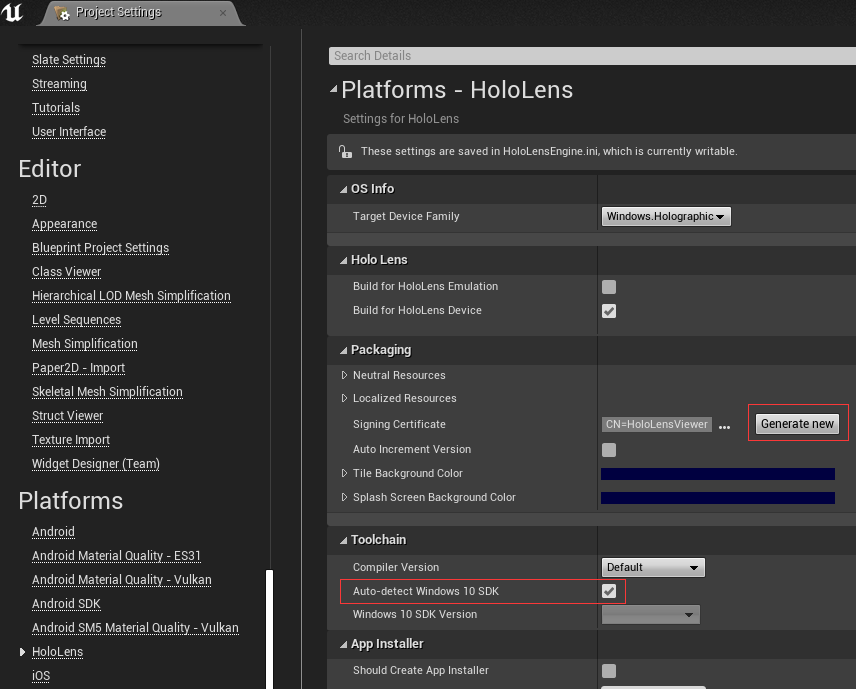 Project Settings
Slate Settings
Streaming
Tutorials
User Interface
Editor
2D
Appearance
Blueprint Project Settings
Class Viewer
Hierarchical LOD Mesh Simplification
Level Sequences
Mesh Simplification
Paper2D - Import
Skeletal Mesh Simplification
Struct Viewer
Texture Import
Widget Designer (Team)
Platforms
Android
Android Material Quality - ES31
Android Material Quality - Vulkan
Android SDK
Android SM5 Material Quality - Vulkan
HoloLens
iOS
Search Details
Platforms - HoloLens
Settings for HoloLens
These settings are saved in HoloLensEngine.ini, which is currently writable.
OS Info
Target Device Family Windows.Holographic
Holo Lens
Build for HoloLens Emulation
Build for HoloLens Device
Packaging
Neutral Resources
Localized Resources
Signing Certificate CN=HoloLensViewer ... Generate new
Auto Increment Version
Tile Background Color
Splash Screen Background Color
Toolchain
Compiler Version Default
Auto-detect Windows 10 SDK
Windows 10 SDK Version
App Installer
Should Create App Installer